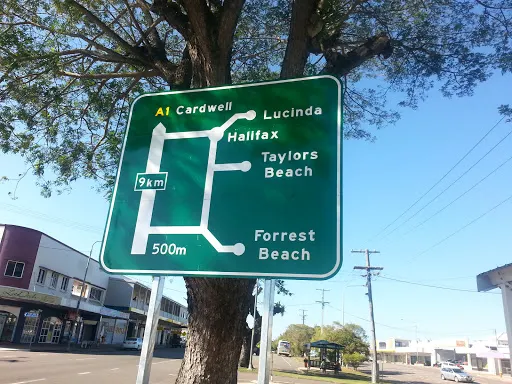 A1 Cardwell
Lucinda
Halifax
Taylors
Beach
9km
500m
Forrest
Beach